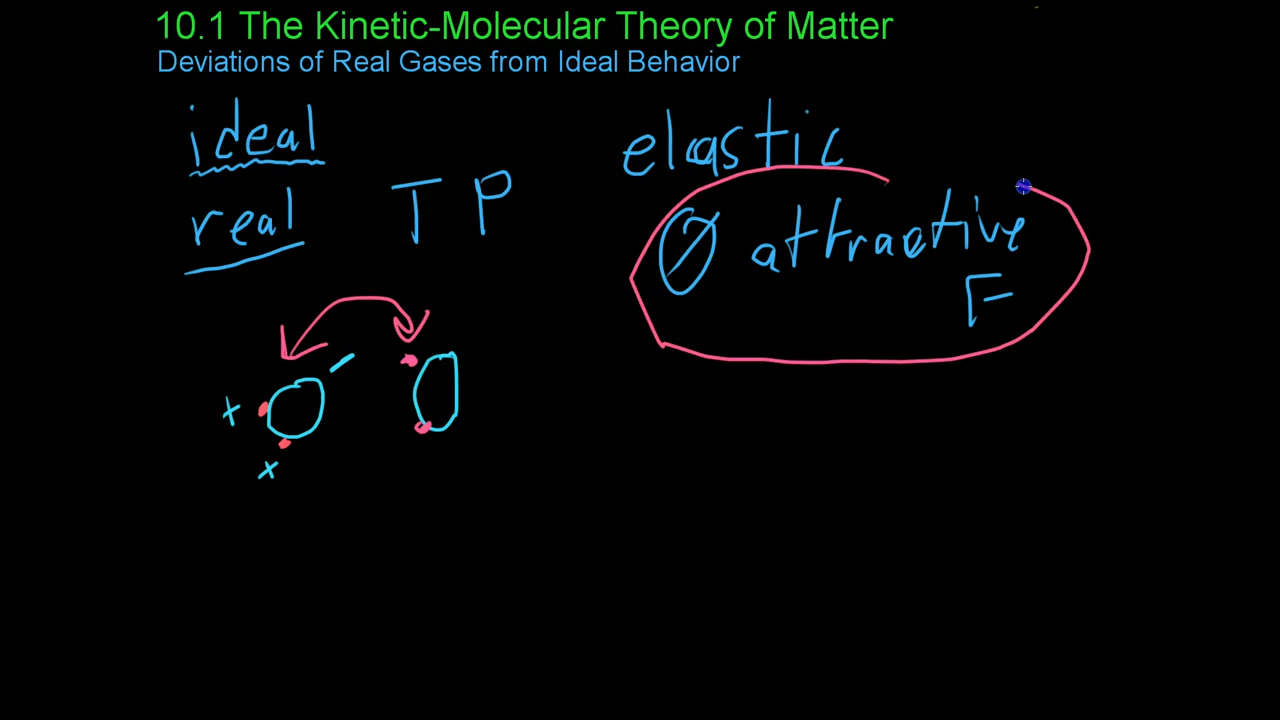 10.1 The Kinetic-Molecular Theory of Matter
Deviations of Real Gases from Ideal Behavior
ideal
real
T P
elastic
∅ attractive
F
−
+
+